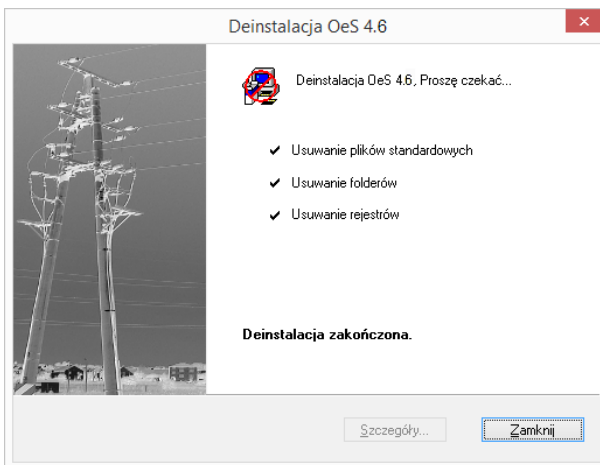 Deinstalacja OeS 4.6
Deinstalacja OeS 4.6, Proszę czekać...
Usuwanie plików standardowych
Usuwanie folderów
Usuwanie rejestrów
Deinstalacja zakończona.
Szczegóły...
Zamknij